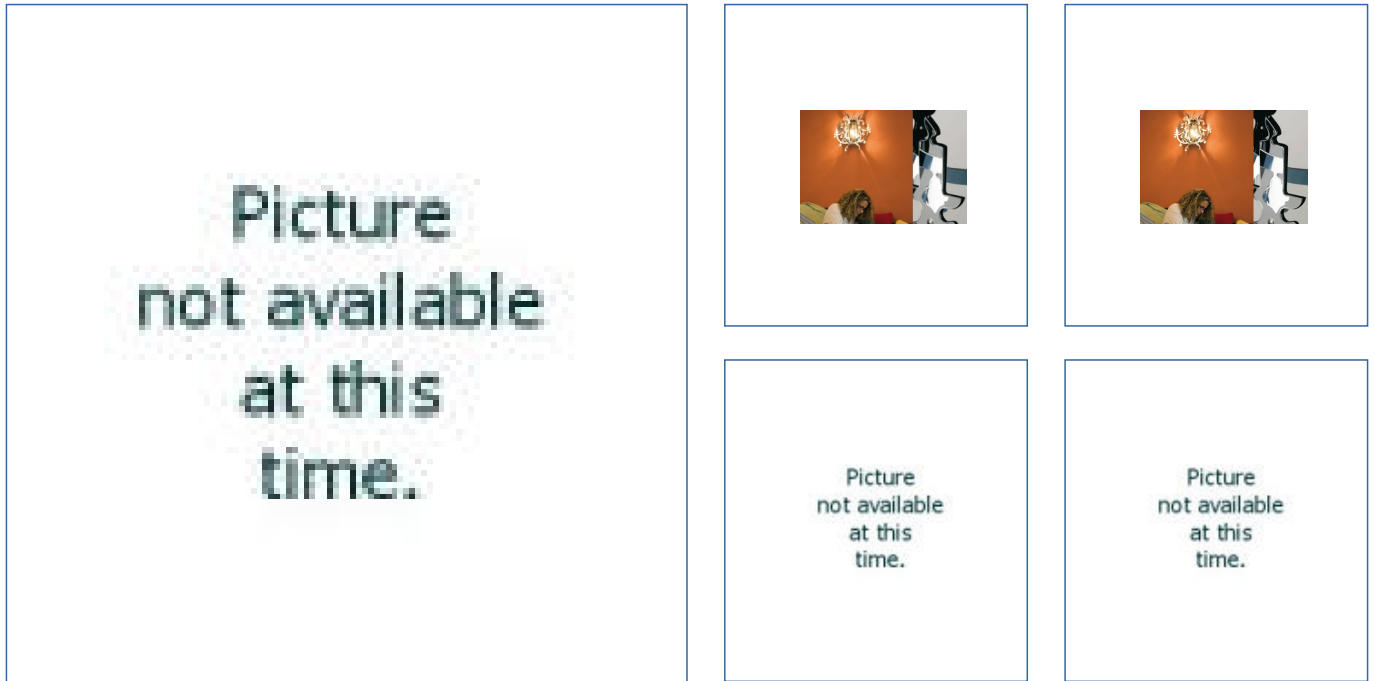 Picture
not available
at this
time.
Picture
not available
at this
time.
Picture
not available
at this
time.